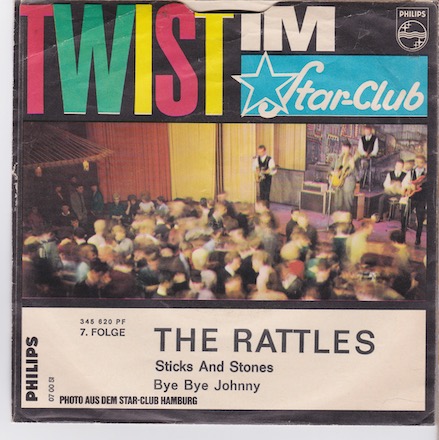 TWIST IM
PHILIPS
Star-Club
345 620 PF
7. FOLGE
THE RATTLES
Sticks And Stones
Bye Bye Johnny
PHILIPS
PHOTO AUS DEM STAR-CLUB HAMBURG